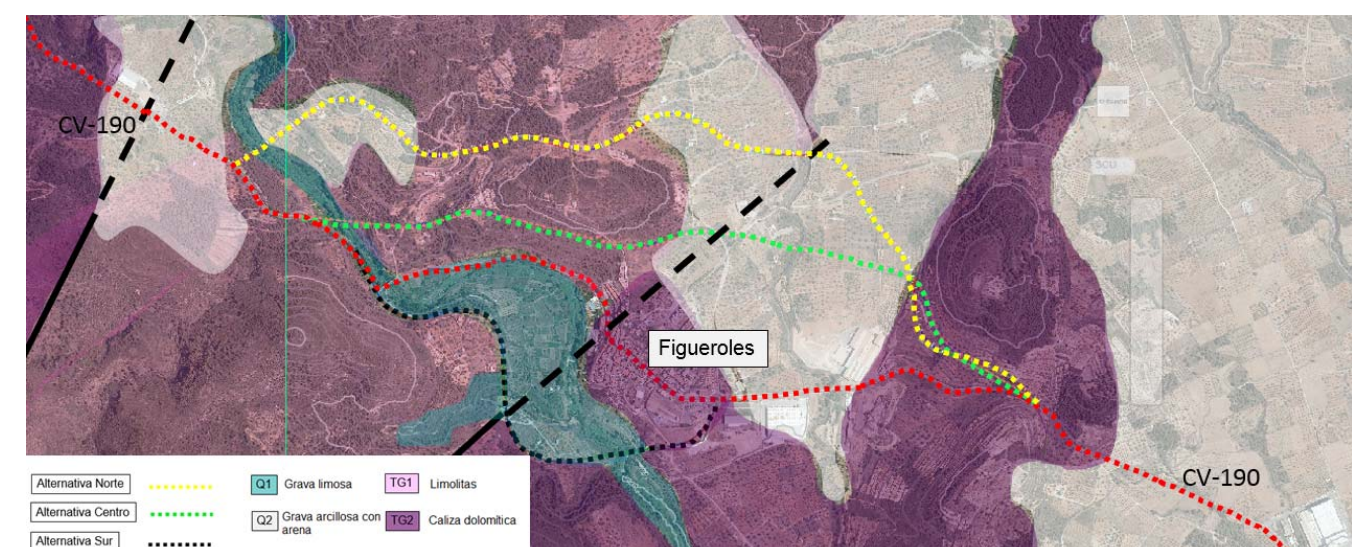 CV-190
Figueroles
CV-190
Alternativa Norte
Q1 Grava limosa
TG1 Limolitas
Alternativa Centro
Q2 Grava arcillosa con
arena
TG2 Caliza dolomítica
Alternativa Sur